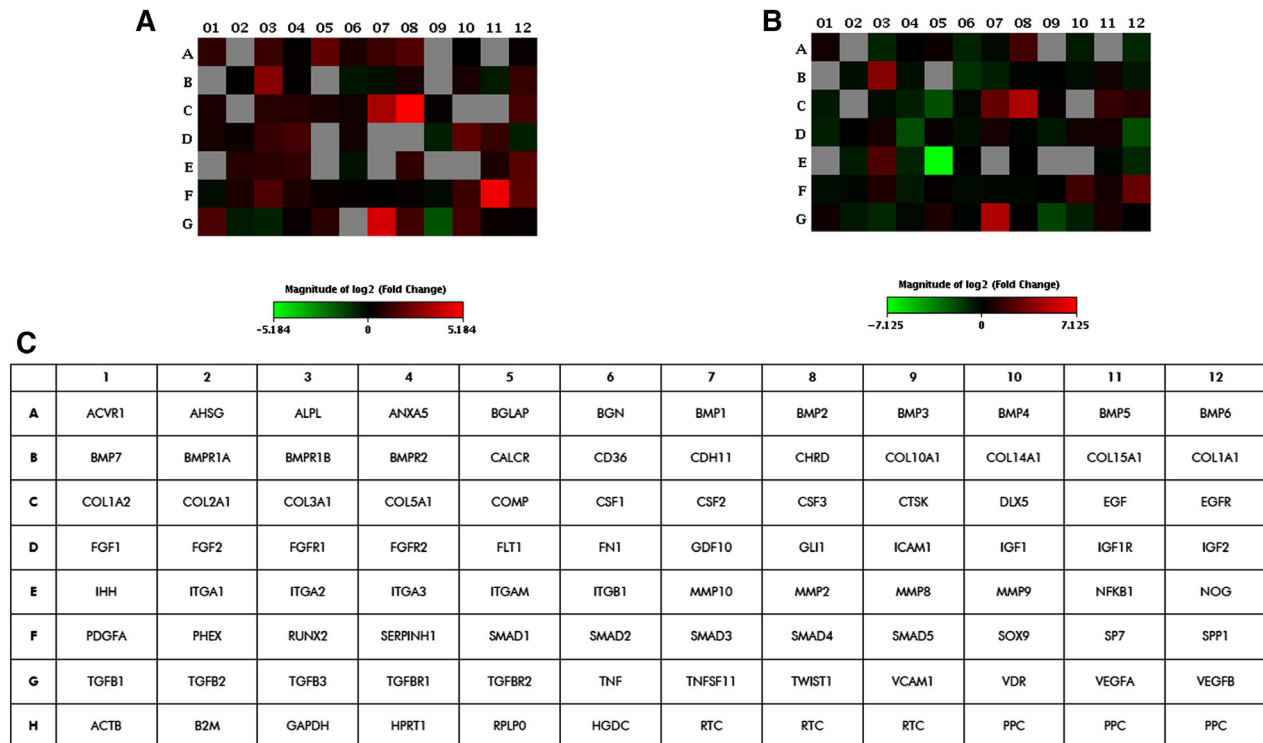 A
01 02 03 04 05 06 07 08 09 10 11 12
A
B
C
D
E
F
G
Magnitude of log2 (Fold Change)
-5.184 0 5.184
B
01 02 03 04 05 06 07 08 09 10 11 12
A
B
C
D
E
F
G
Magnitude of log2 (Fold Change)
-7.125 0 7.125
C
1 2 3 4 5 6 7 8 9 10 11 12
A ACVR1 AHSG ALPL ANXA5 BGLAP BGN BMP1 BMP2 BMP3 BMP4 BMP5 BMP6
B BMP7 BMPR1A BMPR1B BMPR2 CALCR CD36 CDH11 CHRD COL10A1 COL14A1 COL15A1 COL1A1
C COL1A2 COL2A1 COL3A1 COL5A1 COMP CSF1 CSF2 CSF3 CTSK DLX5 EGF EGFR
D FGF1 FGF2 FGFR1 FGFR2 FLT1 FN1 GDF10 GLI1 ICAM1 IGF1 IGF1R IGF2
E IHH ITGA1 ITGA2 ITGA3 ITGAM ITGB1 MMP10 MMP2 MMP8 MMP9 NFKB1 NOG
F PDGFA PHEX RUNX2 SERPINH1 SMAD1 SMAD2 SMAD3 SMAD4 SMAD5 SOX9 SP7 SPP1
G TGFB1 TGFB2 TGFB3 TGFBR1 TGFBR2 TNF TNFSF11 TWIST1 VCAM1 VDR VEGFA VEGFB
H ACTB B2M GAPDH HPRT1 RPLP0 HGDC RTC RTC RTC PPC PPC PPC